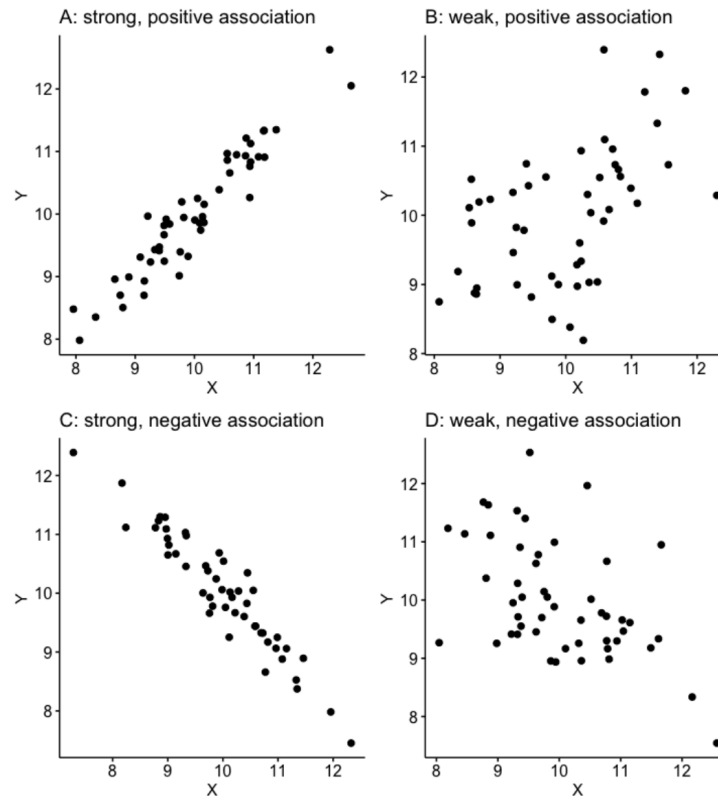 A: strong, positive association
12
11
10
9
8
Y
8 9 10 11 12
X
B: weak, positive association
12
11
10
9
8
Y
8 9 10 11 12
X
C: strong, negative association
12
11
10
9
8
Y
8 9 10 11 12
X
D: weak, negative association
12
11
10
9
8
Y
8 9 10 11 12
X